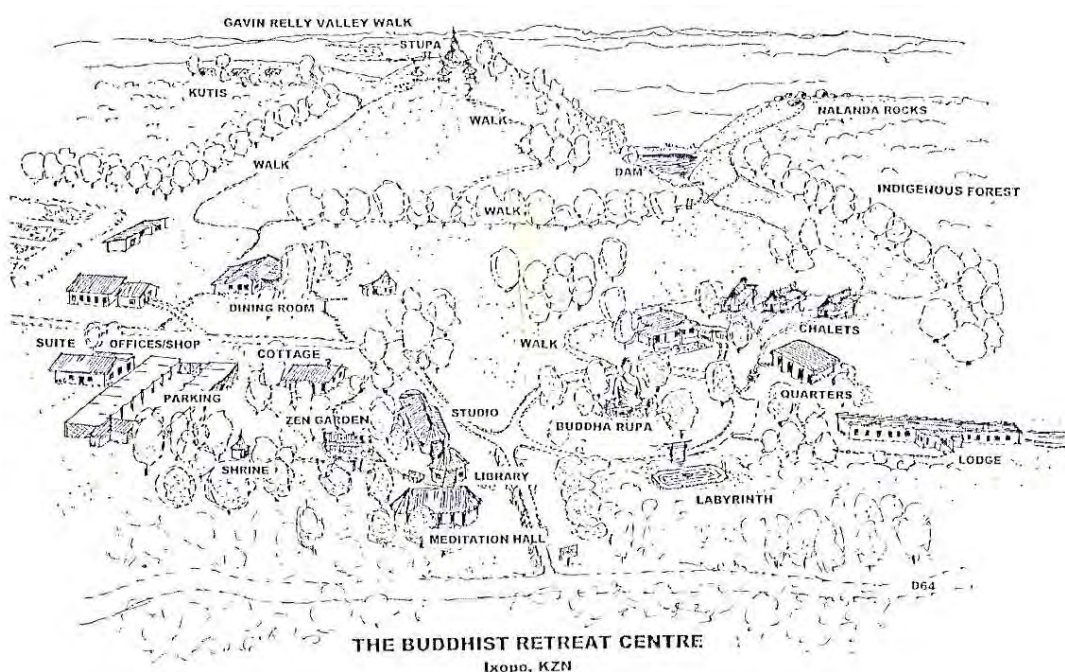 GAVIN RELLY VALLEY WALK
STUPA
KUTIS
WALK
NALANDA ROCKS
WALK
DAM
INDIGENOUS FOREST
WALK
DINING ROOM
CHALETS
SUITE
OFFICES/SHOP
COTTAGE
WALK
PARKING
QUARTERS
ZEN GARDEN
STUDIO
BUDDHA RUPA
SHRINE
LIBRARY
LODGE
LABYRINTH
MEDITATION HALL
D64
THE BUDDHIST RETREAT CENTRE
Ixopo, KZN